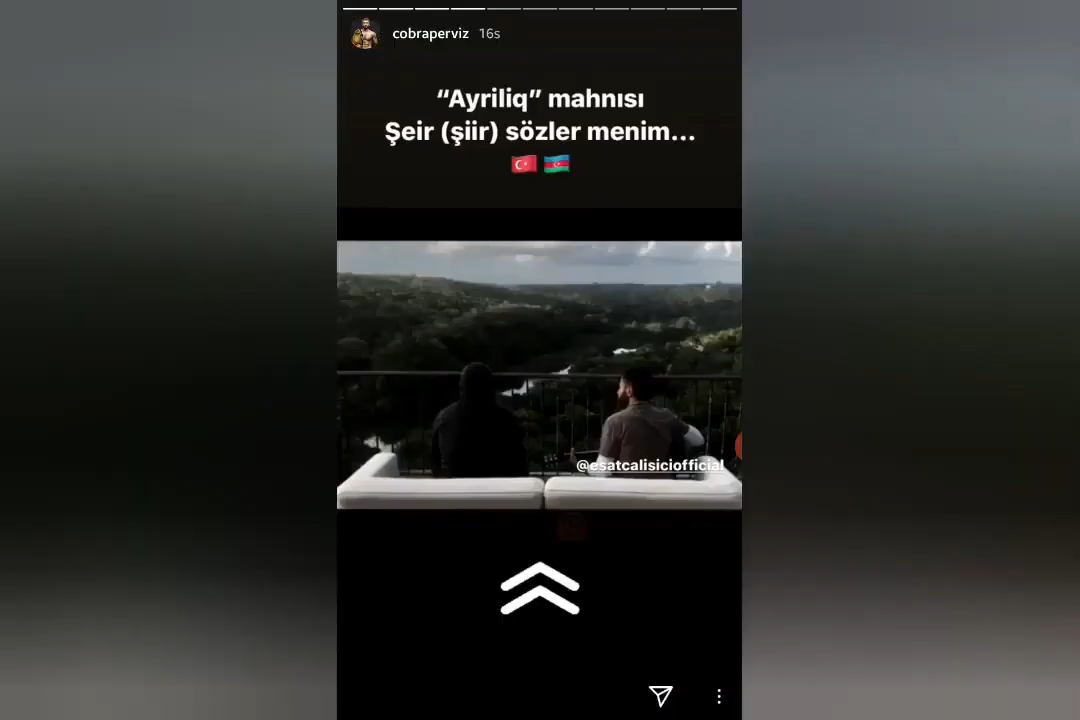 cobraperviz 16s
“Ayriliq” mahnısı
Şeir (şiir) sözler menim...
@esatcalisiciofficial